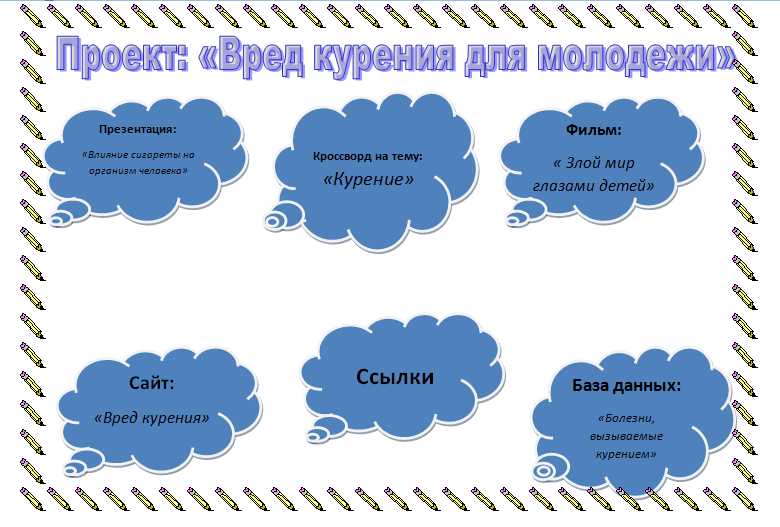 Проект: «Вред курения для молодежи»
Презентация:
«Влияние сигареты на
организм человека»
Кроссворд на тему:
«Курение»
Фильм:
« Злой мир
глазами детей»
Сайт:
«Вред курения»
Ссылки
База данных:
«Болезни,
вызываемые
курением»